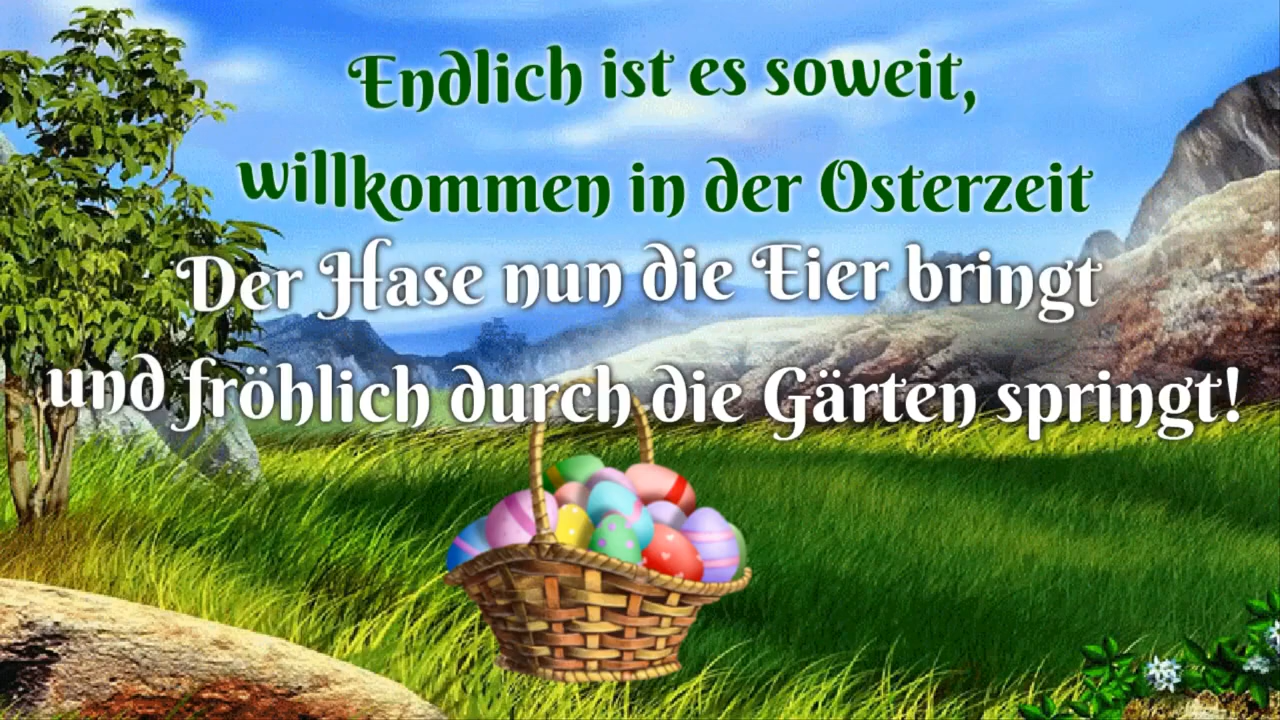 Endlich ist es soweit,
willkommen in der Osterzeit
Der Hase nun die Eier bringt
und fröhlich durch die Gärten springt!